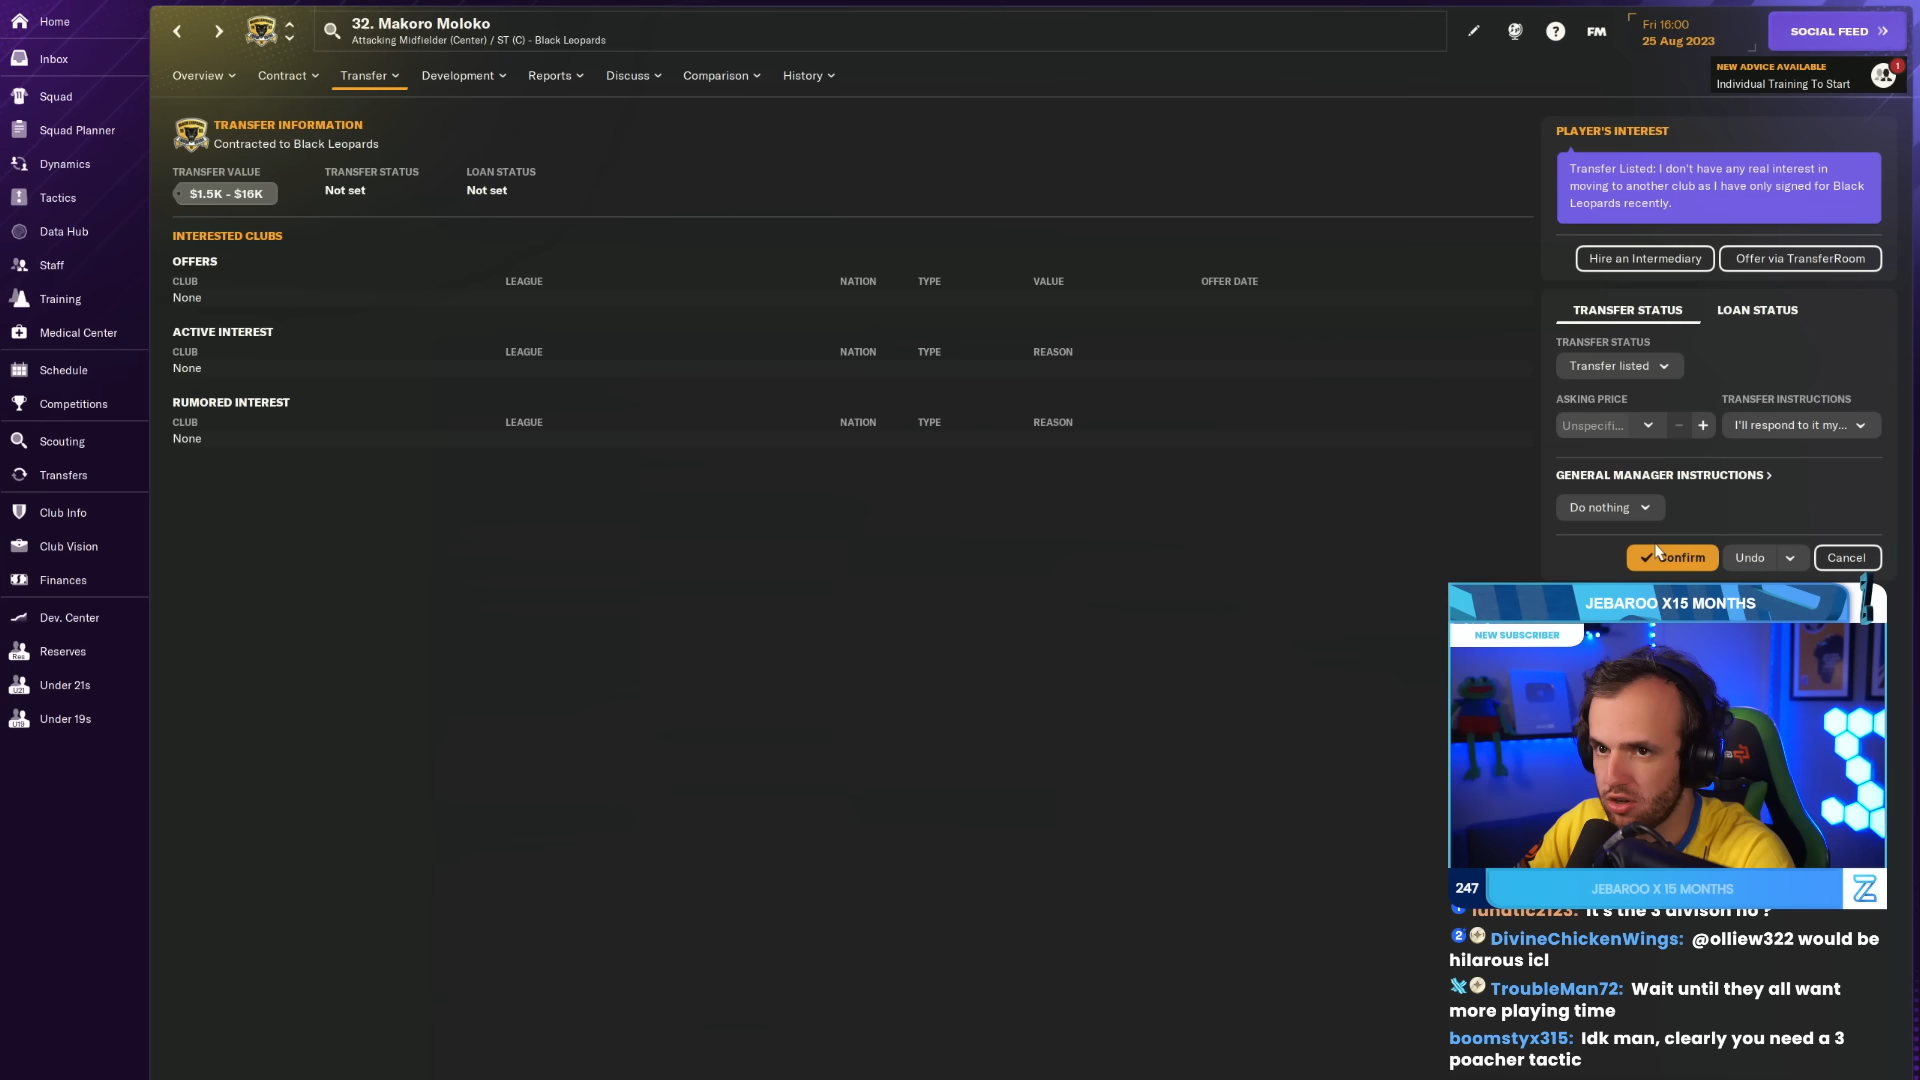 Home
Inbox
Squad
Squad Planner
Dynamics
Tactics
Data Hub
Staff
Training
Medical Center
Schedule
Competitions
Scouting
Transfers
Club Info
Club Vision
Finances
Dev. Center
Reserves
Under 21s
Under 19s
32. Makoro Moloko
Attacking Midfielder (Center) / ST (C) - Black Leopards
FM
Fri 16:00
25 Aug 2023
SOCIAL FEED
NEW ADVICE AVAILABLE
Individual Training To Start
1
Overview Contract Transfer Development Reports Discuss Comparison History
TRANSFER INFORMATION
Contracted to Black Leopards
TRANSFER VALUE TRANSFER STATUS LOAN STATUS
$1.5K - $16K Not set Not set
INTERESTED CLUBS
OFFERS
CLUB LEAGUE NATION TYPE VALUE OFFER DATE
None
ACTIVE INTEREST
CLUB LEAGUE NATION TYPE REASON
None
RUMORED INTEREST
CLUB LEAGUE NATION TYPE REASON
None
PLAYER'S INTEREST
Transfer Listed: I don't have any real interest in
moving to another club as I have only signed for Black
Leopards recently.
Hire an Intermediary Offer via TransferRoom
TRANSFER STATUS LOAN STATUS
TRANSFER STATUS
Transfer listed
ASKING PRICE TRANSFER INSTRUCTIONS
Unspecifi... I'll respond to it my...
GENERAL MANAGER INSTRUCTIONS >
Do nothing
Confirm Undo Cancel
JEBAROO X15 MONTHS
NEW SUBSCRIBER
247 JEBAROO X 15 MONTHS
lunatic2123: It's the 3 divison no ?
DivineChickenWings: @olliew322 would be
hilarous icl
TroubleMan72: Wait until they all want
more playing time
boomstyx315: Idk man, clearly you need a 3
poacher tactic